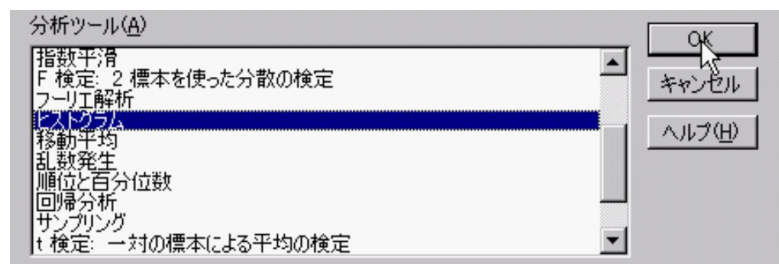 分析ツール(A)
指数平滑
F 検定: 2 標本を使った分散の検定
フーリエ解析
ヒストグラム
移動平均
乱数発生
順位と百分位数
回帰分析
サンプリング
t 検定: 一対の標本による平均の検定
OK
キャンセル
ヘルプ(H)